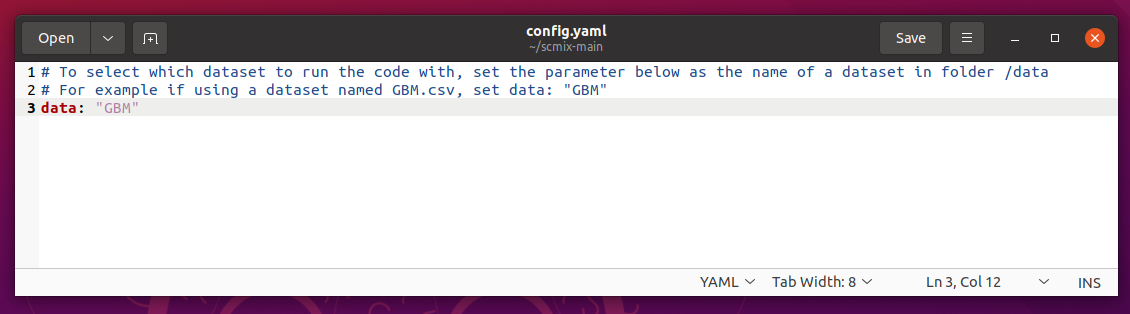 Open
config.yaml
~/scmix-main
Save
1 # To select which dataset to run the code with, set the parameter below as the name of a dataset in folder /data
2 # For example if using a dataset named GBM.csv, set data: "GBM"
3 data: "GBM"
YAML Tab Width: 8 Ln 3, Col 12 INS